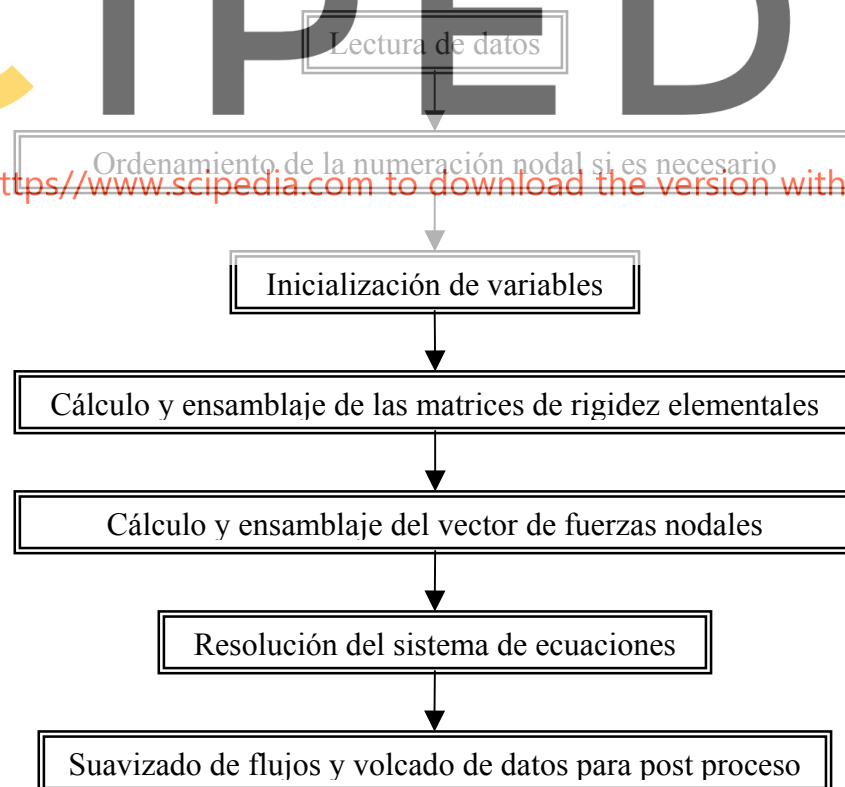 CIPED
Lectura de datos
Ordenamiento de la numeración nodal si es necesario
ttps//www.scipedia.com to download the version with
Inicialización de variables
Cálculo y ensamblaje de las matrices de rigidez elementales
Cálculo y ensamblaje del vector de fuerzas nodales
Resolución del sistema de ecuaciones
Suavizado de flujos y volcado de datos para post proceso